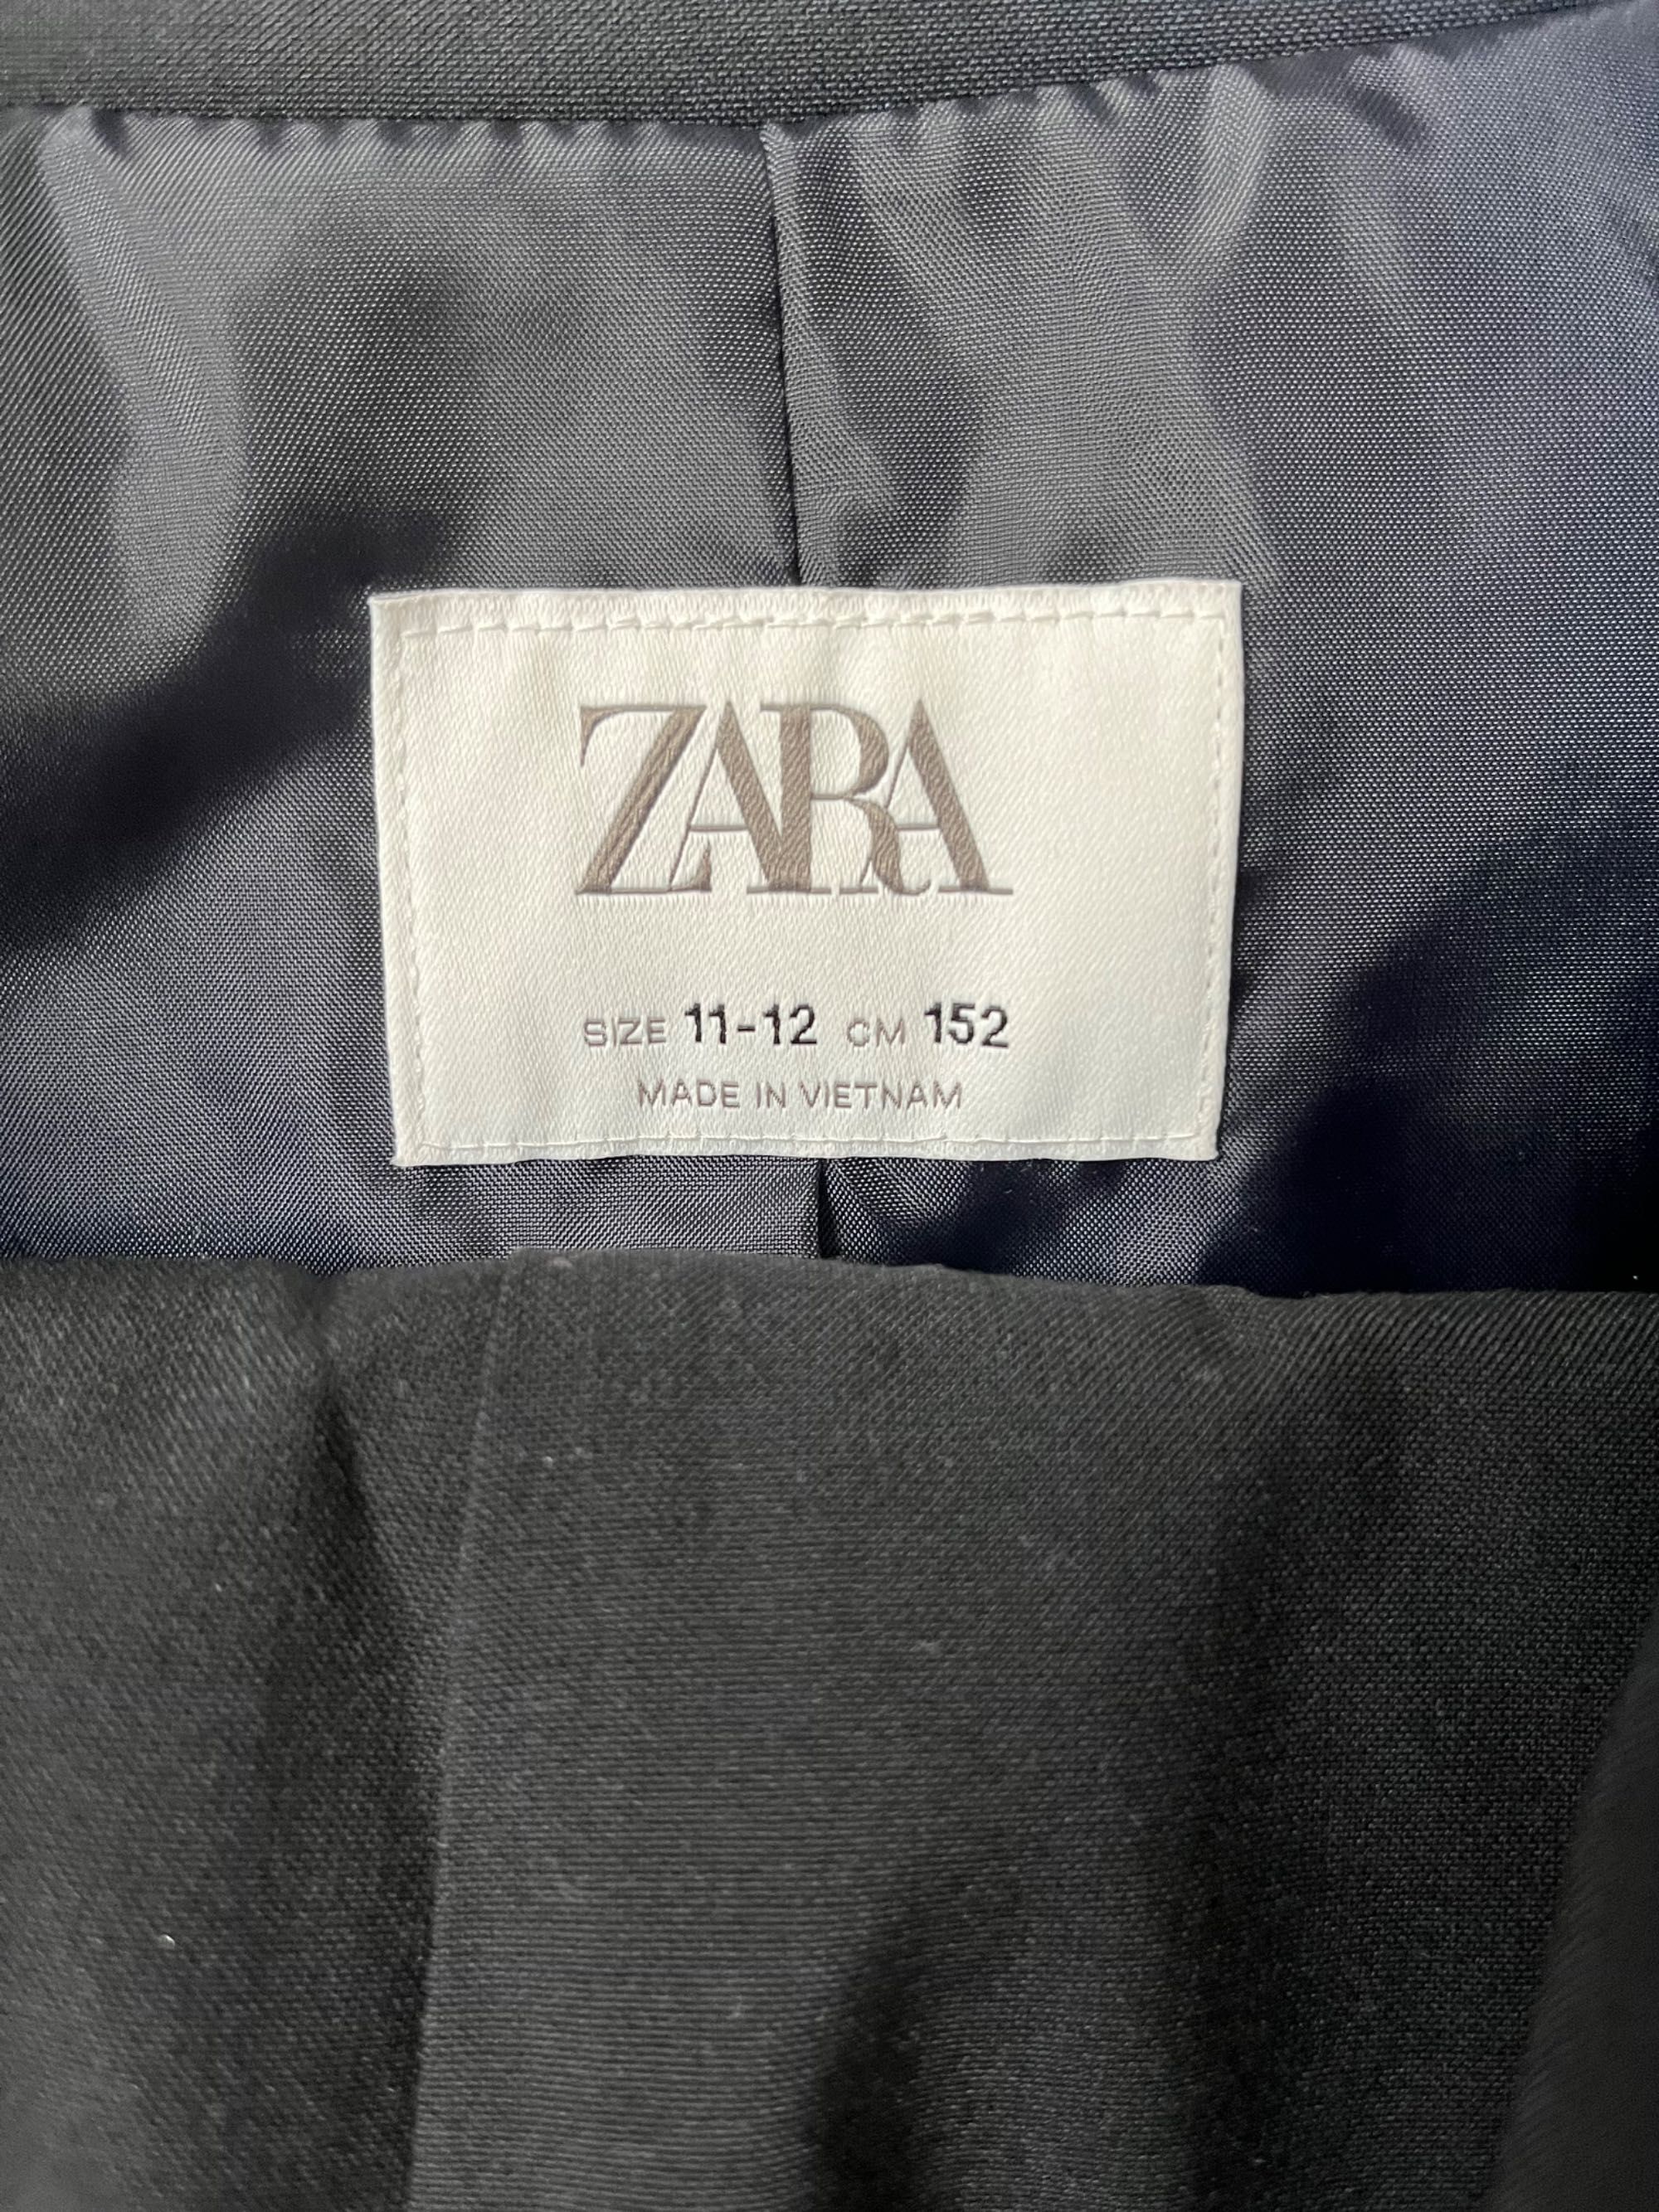 ZARA
SIZE 11-12 CM 152
MADE IN VIETNAM